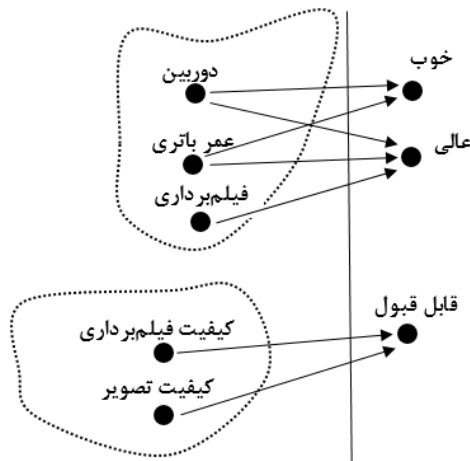 خوب
دوربین
عالی
عمر باتری
فیلم‌برداری
قابل قبول
کیفیت فیلم‌برداری
کیفیت تصویر